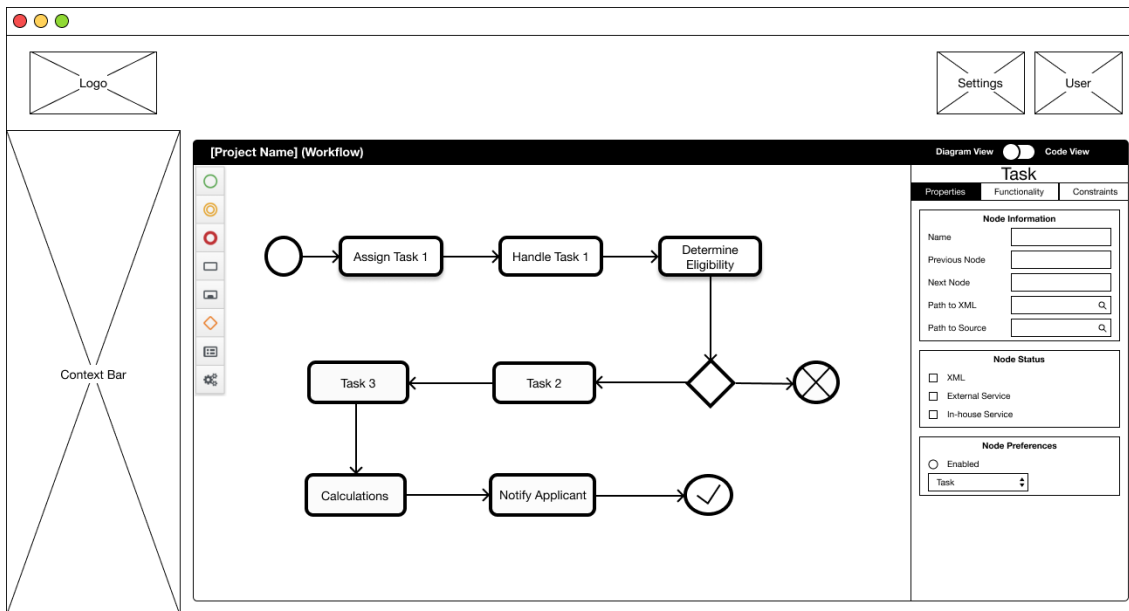 Logo
Settings
User
Context Bar
[Project Name] (Workflow)
Diagram View
Code View
Assign Task 1
Handle Task 1
Determine
Eligibility
Task 3
Task 2
Calculations
Notify Applicant
Task
Properties
Functionality
Constraints
Node Information
Name
Previous Node
Next Node
Path to XML
Path to Source
Node Status
XML
External Service
In-house Service
Node Preferences
Enabled
Task